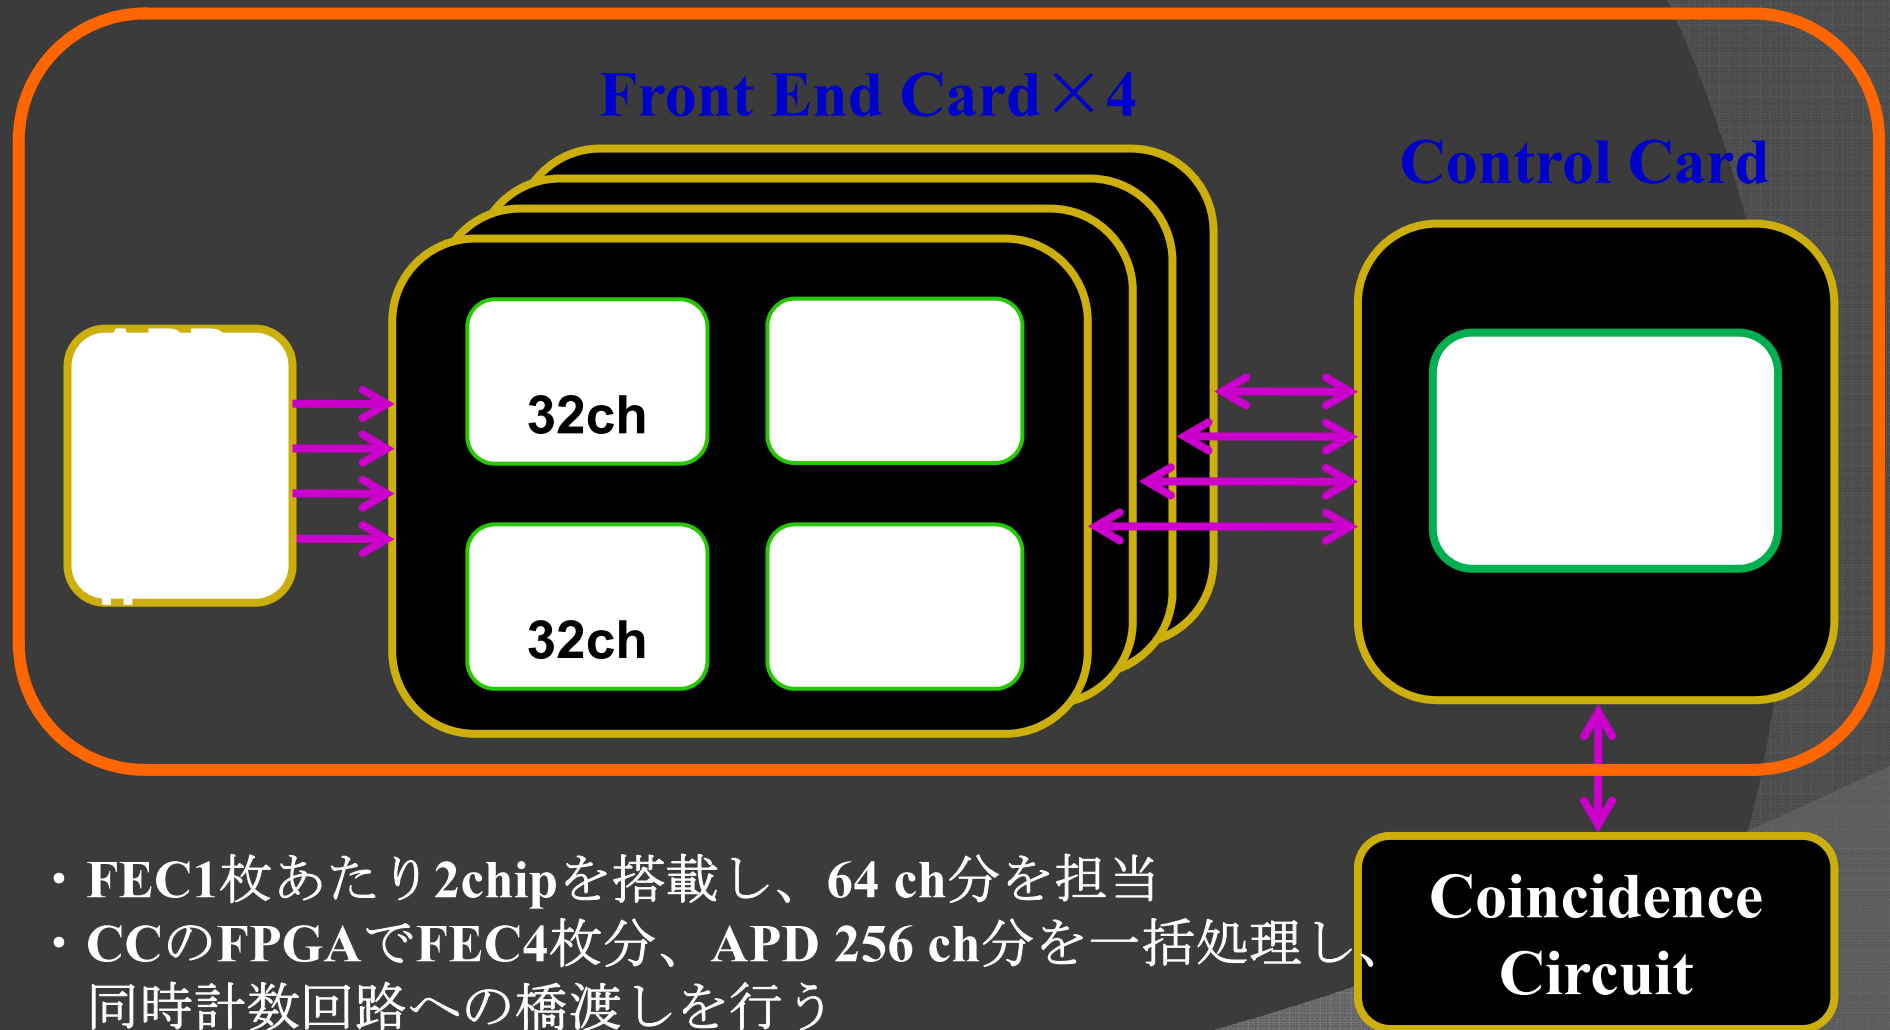 Front End Card×4
Control Card
32ch
32ch
・FEC1枚あたり2chipを搭載し、64 ch分を担当
・CCのFPGAでFEC4枚分、APD 256 ch分を一括処理し、
同時計数回路への橋渡しを行う
Coincidence
Circuit